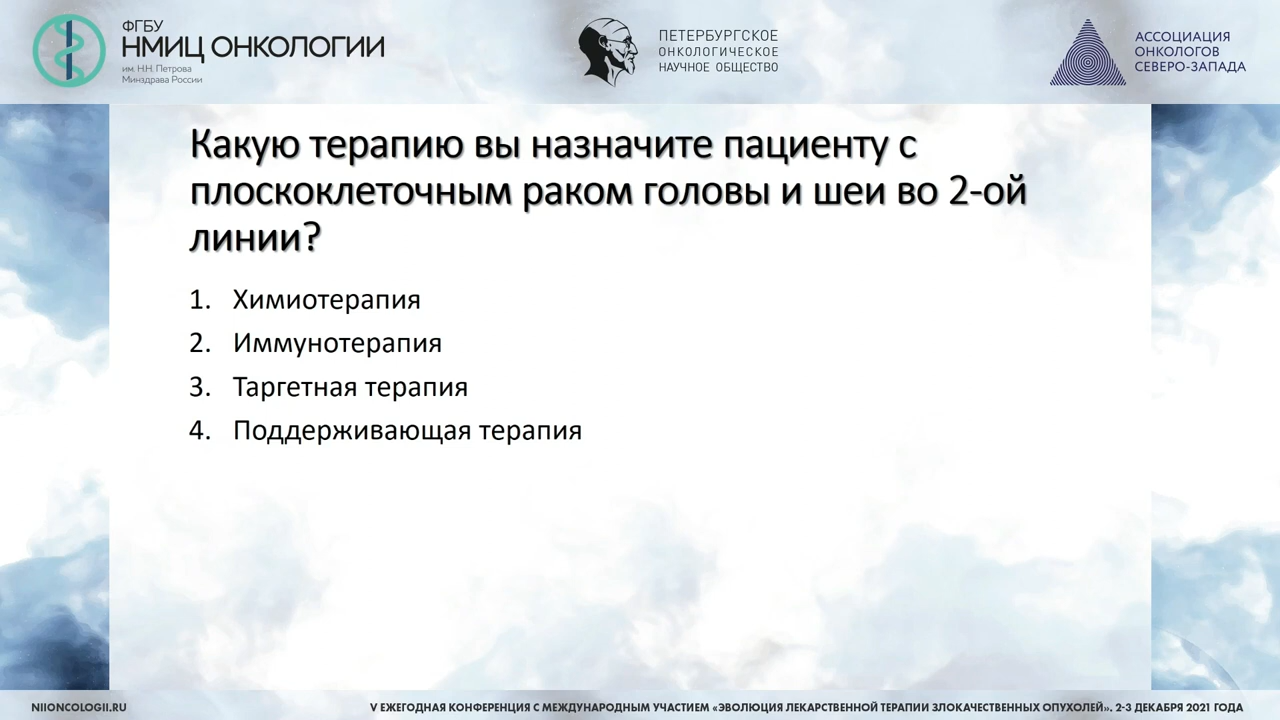 ФГБУ
НМИЦ ОНКОЛОГИИ
им. Н.Н. Петрова
Минздрава России
ПЕТЕРБУРГСКОЕ
ОНКОЛОГИЧЕСКОЕ
НАУЧНОЕ ОБЩЕСТВО
АССОЦИАЦИЯ
ОНКОЛОГОВ
СЕВЕРО-ЗАПАДА
Какую терапию вы назначите пациенту с
плоскоклеточным раком головы и шеи во 2-ой
линии?
1. Химиотерапия
2. Иммунотерапия
3. Таргетная терапия
4. Поддерживающая терапия
NIIONCOLOGII.RU
V ЕЖЕГОДНАЯ КОНФЕРЕНЦИЯ С МЕЖДУНАРОДНЫМ УЧАСТИЕМ «ЭВОЛЮЦИЯ ЛЕКАРСТВЕННОЙ ТЕРАПИИ ЗЛОКАЧЕСТВЕННЫХ ОПУХОЛЕЙ». 2-3 ДЕКАБРЯ 2021 ГОДА